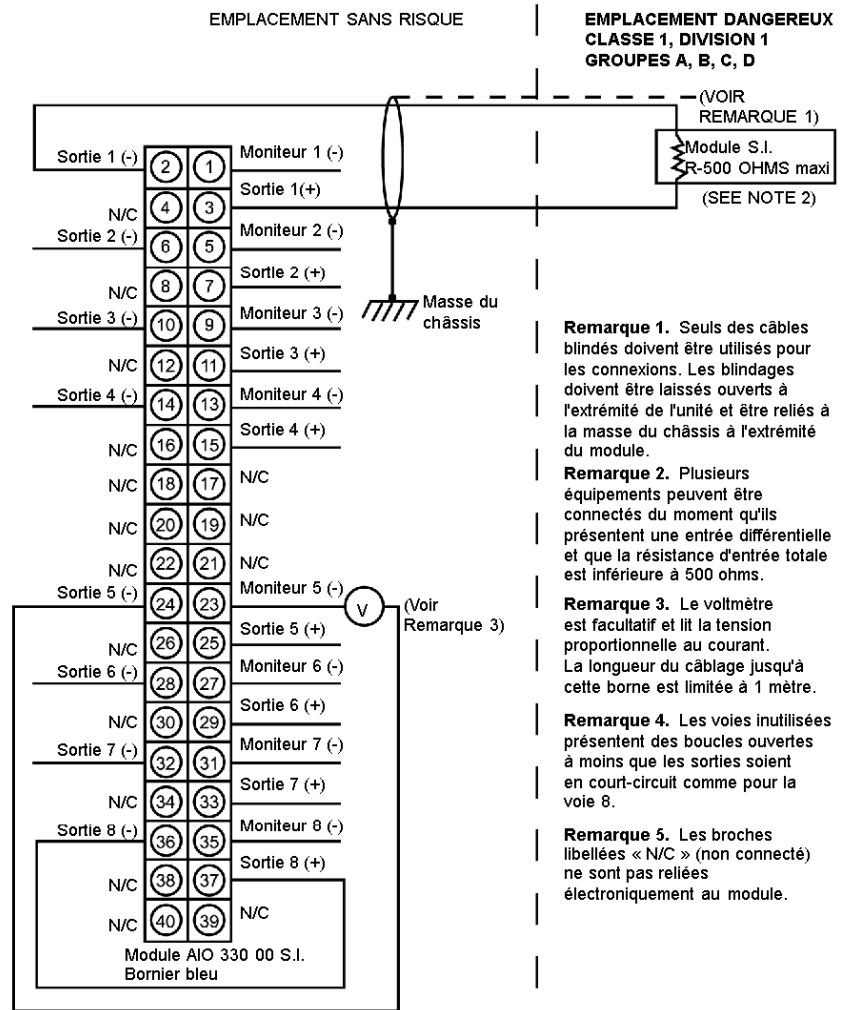 EMPLACEMENT SANS RISQUE
EMPLACEMENT DANGEREUX
CLASSE 1, DIVISION 1
GROUPES A, B, C, D
(VOIR
REMARQUE 1)
Module S.I.
R-500 OHMS maxi
(SEE NOTE 2)
Sortie 1 (-)
2
1
Moniteur 1 (-)
N/C
4
3
Sortie 1(+)
Sortie 2 (-)
6
5
Moniteur 2 (-)
N/C
8
7
Sortie 2 (+)
Sortie 3 (-)
10
9
Moniteur 3 (-)
N/C
12
11
Sortie 3 (+)
Sortie 4 (-)
14
13
Moniteur 4 (-)
N/C
16
15
Sortie 4 (+)
N/C
18
17
N/C
N/C
20
19
N/C
N/C
22
21
N/C
Sortie 5 (-)
24
23
Moniteur 5 (-)
V
(Voir
Remarque 3)
N/C
26
25
Sortie 5 (+)
Sortie 6 (-)
28
27
Moniteur 6 (-)
N/C
30
29
Sortie 6 (+)
Sortie 7 (-)
32
31
Moniteur 7 (-)
N/C
34
33
Sortie 7 (+)
Sortie 8 (-)
36
35
Moniteur 8 (-)
N/C
38
37
Sortie 8 (+)
N/C
40
39
N/C
Module AIO 330 00 S.I.
Bornier bleu
Masse du
châssis
Remarque 1. Seuls des câbles
blindés doivent être utilisés pour
les connexions. Les blindages
doivent être laissés ouverts à
l'extrémité de l'unité et être reliés à
la masse du châssis à l'extrémité
du module.
Remarque 2. Plusieurs
équipements peuvent être
connectés du moment qu'ils
présentent une entrée différentielle
et que la résistance d'entrée totale
est inférieure à 500 ohms.
Remarque 3. Le voltmètre
est facultatif et lit la tension
proportionnelle au courant.
La longueur du câblage jusqu'à
cette borne est limitée à 1 mètre.
Remarque 4. Les voies inutilisées
présentent des boucles ouvertes
à moins que les sorties soient
en court-circuit comme pour la
voie 8.
Remarque 5. Les broches
libellées « N/C » (non connecté)
ne sont pas reliées
électroniquement au module.